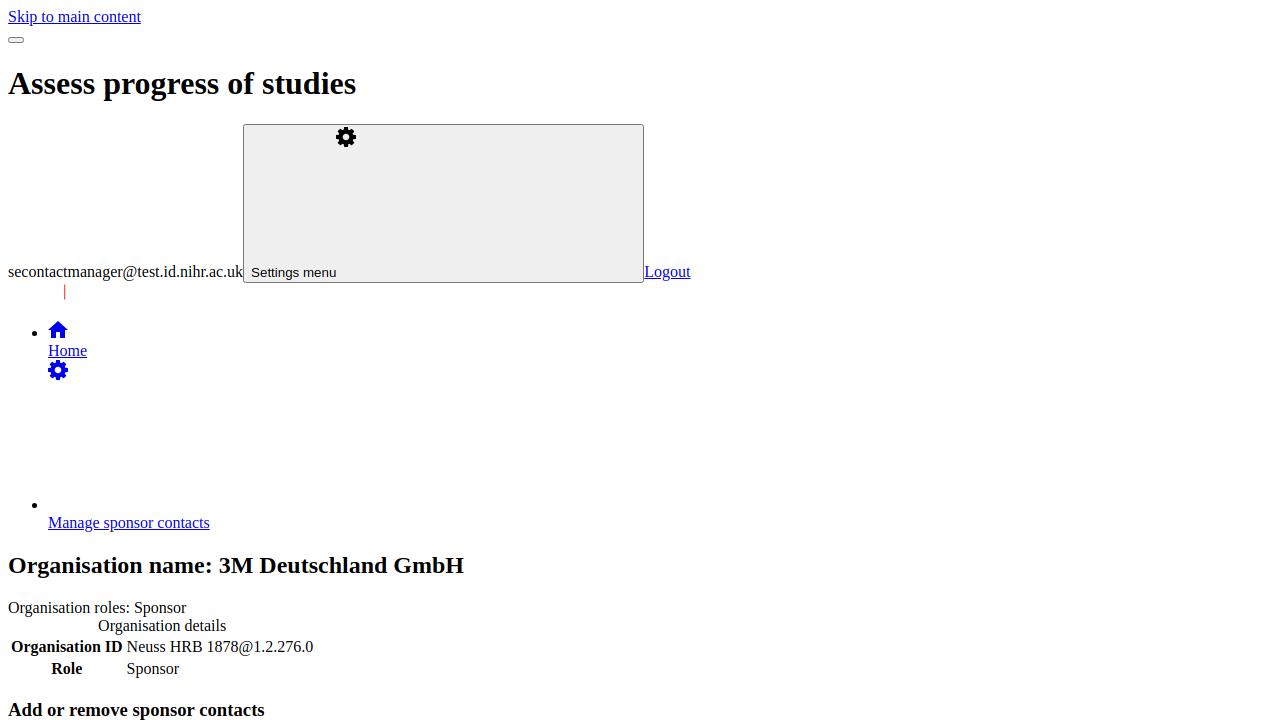 Skip to main content
Assess progress of studies
secontactmanager@test.id.nihr.ac.uk Settings menu Logout
|
Home
Manage sponsor contacts
Organisation name: 3M Deutschland GmbH
Organisation roles: Sponsor
Organisation details
Organisation ID Neuss HRB 1878@1.2.276.0
Role Sponsor
Add or remove sponsor contacts